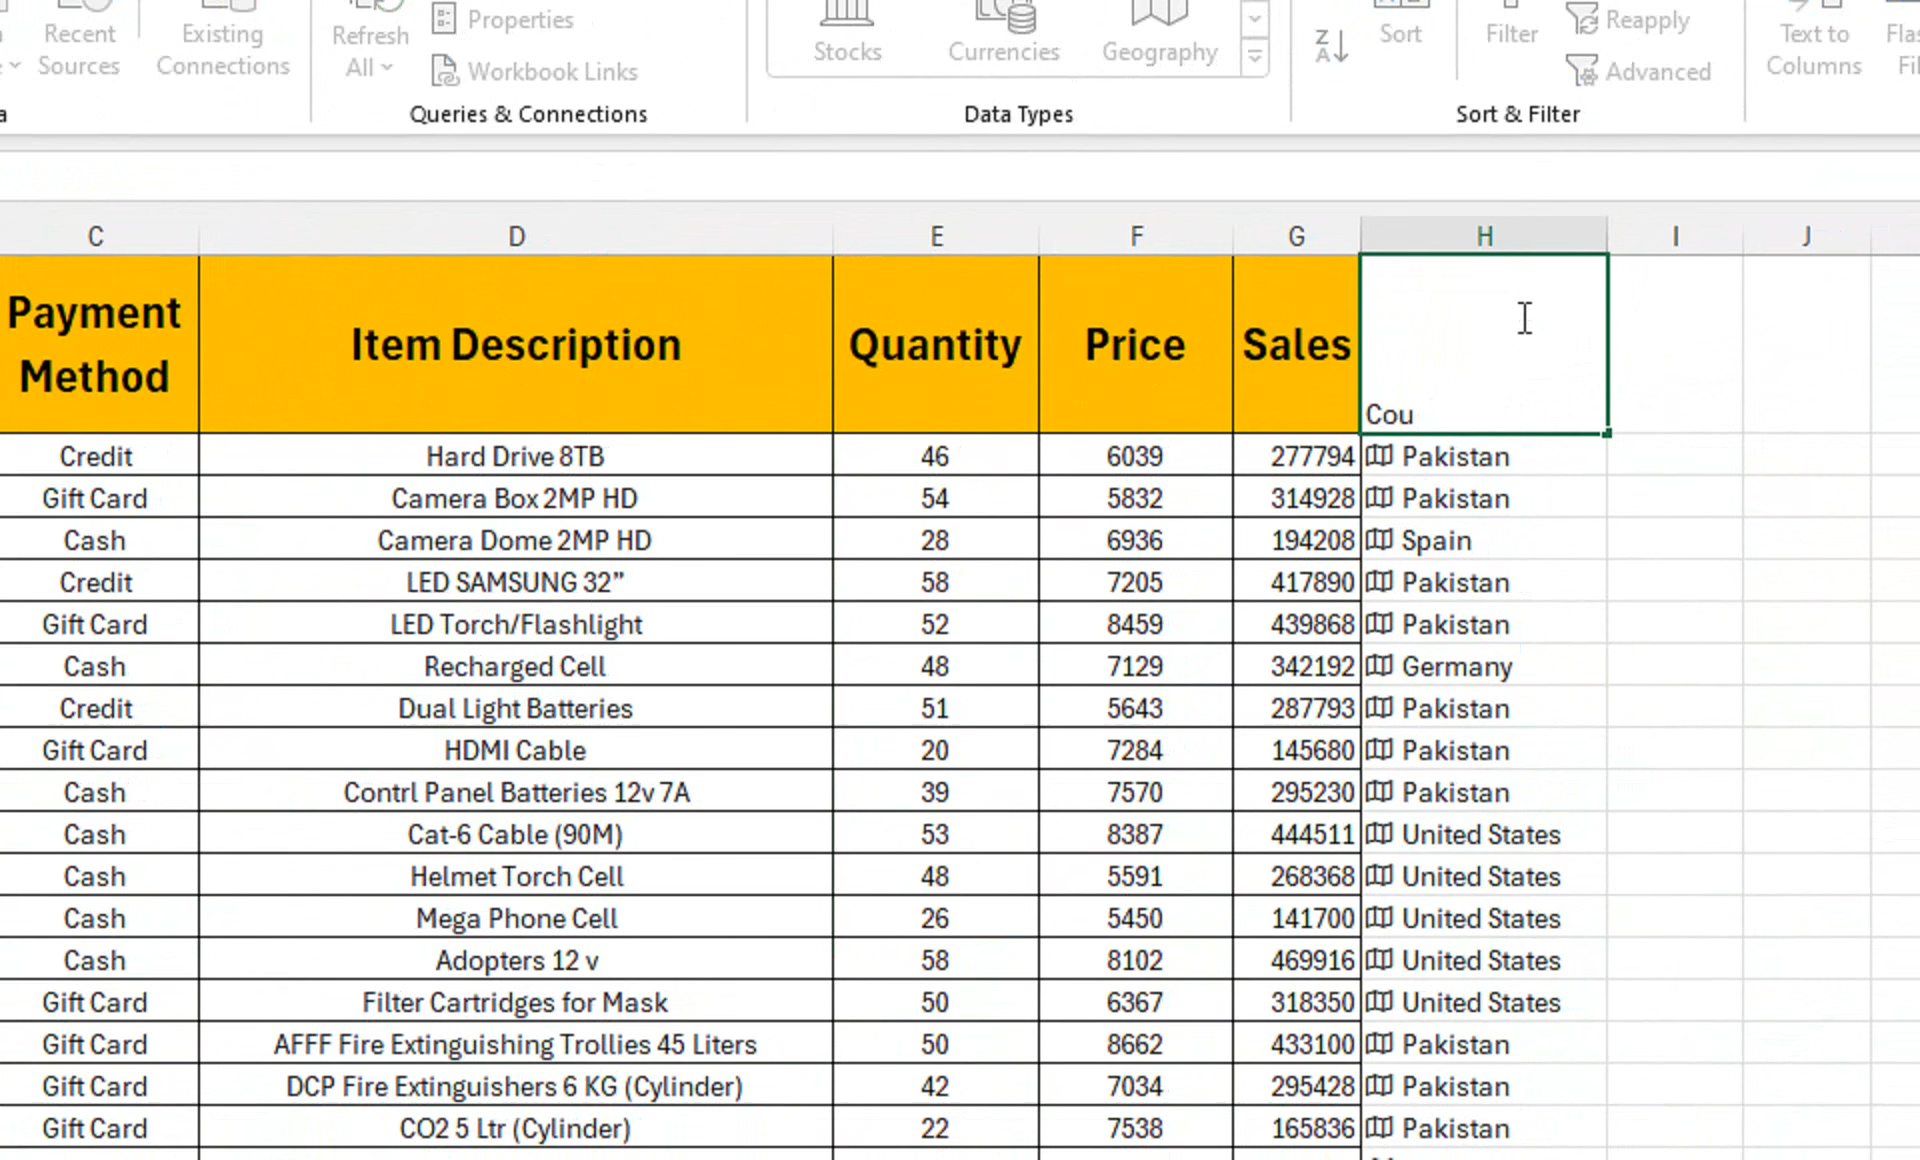 Recent Sources
Existing Connections
Refresh All
Properties
Workbook Links
Queries & Connections
Stocks
Currencies
Geography
Data Types
Z A
Sort
Filter
Reapply
Advanced
Sort & Filter
Text to Columns
C D E F G H I J
Payment Method Item Description Quantity Price Sales Cou
Credit Hard Drive 8TB 46 6039 277794 Pakistan
Gift Card Camera Box 2MP HD 54 5832 314928 Pakistan
Cash Camera Dome 2MP HD 28 6936 194208 Spain
Credit LED SAMSUNG 32” 58 7205 417890 Pakistan
Gift Card LED Torch/Flashlight 52 8459 439868 Pakistan
Cash Recharged Cell 48 7129 342192 Germany
Credit Dual Light Batteries 51 5643 287793 Pakistan
Gift Card HDMI Cable 20 7284 145680 Pakistan
Cash Contrl Panel Batteries 12v 7A 39 7570 295230 Pakistan
Cash Cat-6 Cable (90M) 53 8387 444511 United States
Cash Helmet Torch Cell 48 5591 268368 United States
Cash Mega Phone Cell 26 5450 141700 United States
Cash Adopters 12 v 58 8102 469916 United States
Gift Card Filter Cartridges for Mask 50 6367 318350 United States
Gift Card AFFF Fire Extinguishing Trollies 45 Liters 50 8662 433100 Pakistan
Gift Card DCP Fire Extinguishers 6 KG (Cylinder) 42 7034 295428 Pakistan
Gift Card CO2 5 Ltr (Cylinder) 22 7538 165836 Pakistan